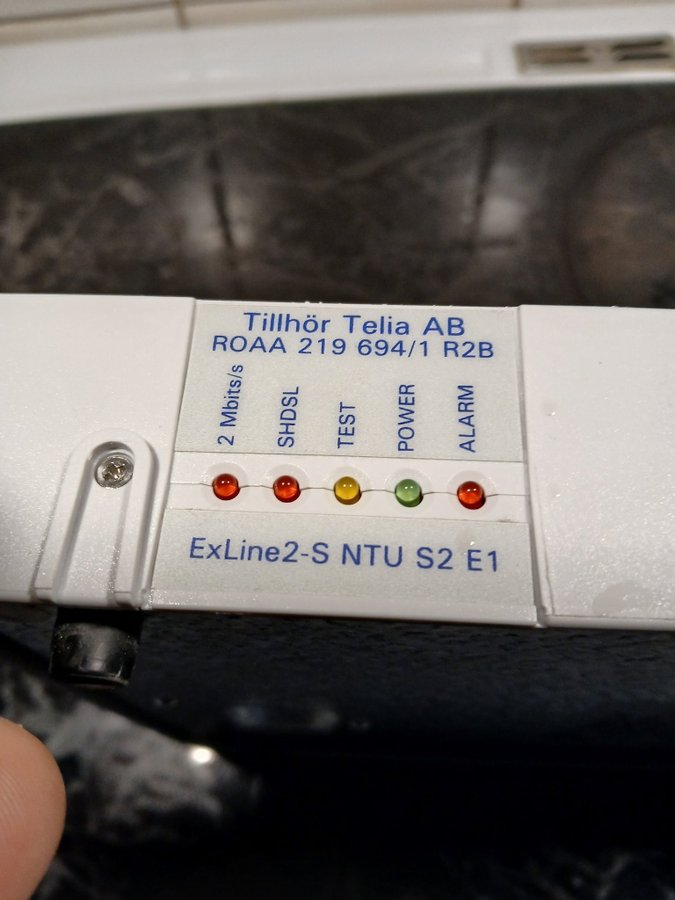 Tillhör Telia AB
ROAA 219 694/1 R2B
2 Mbits/s
SHDSL
TEST
POWER
ALARM
ExLine2-S NTU S2 E1